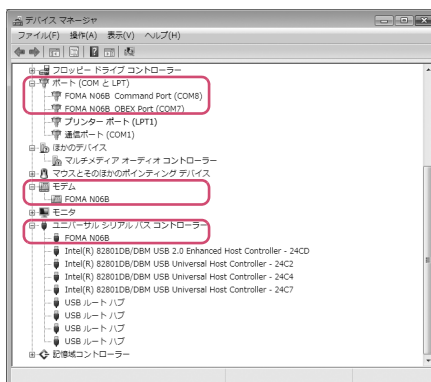 デバイス マネージャ
ファイル(F) 操作(A) 表示(V) ヘルプ(H)
フロッピー ドライブ コントローラー
ポート (COM と LPT)
FOMA N06B Command Port (COM8)
FOMA N06B OBEX Port (COM7)
プリンター ポート (LPT1)
通信ポート (COM1)
ほかのデバイス
マルチメディア オーディオ コントローラー
マウスとそのほかのポインティング デバイス
モデム
FOMA N06B
モニタ
ユニバーサル シリアル バス コントローラー
FOMA N06B
Intel(R) 82801DB/DBM USB 2.0 Enhanced Host Controller - 24CD
Intel(R) 82801DB/DBM USB Universal Host Controller - 24C2
Intel(R) 82801DB/DBM USB Universal Host Controller - 24C4
Intel(R) 82801DB/DBM USB Universal Host Controller - 24C7
USB ルート ハブ
USB ルート ハブ
USB ルート ハブ
USB ルート ハブ
記憶域コントローラー